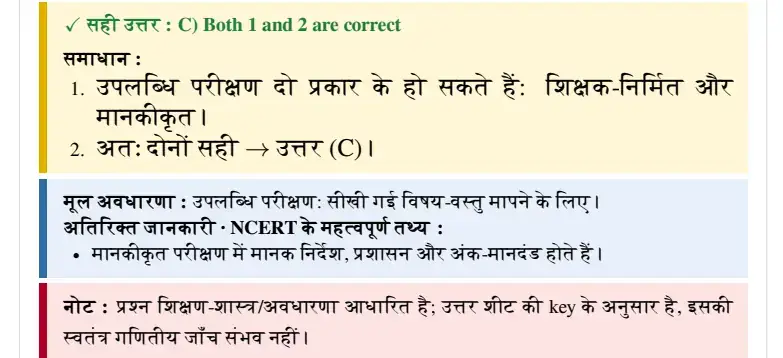 ✓ सही उत्तर : C) Both 1 and 2 are correct
समाधान :
1. उपलब्धि परीक्षण दो प्रकार के हो सकते हैं: शिक्षक-निर्मित और
मानकीकृत।
2. अतः दोनों सही → उत्तर (C)।
मूल अवधारणा : उपलब्धि परीक्षण: सीखी गई विषय-वस्तु मापने के लिए।
अतिरिक्त जानकारी · NCERT के महत्वपूर्ण तथ्य :
• मानकीकृत परीक्षण में मानक निर्देश, प्रशासन और अंक-मानदंड होते हैं।
नोट : प्रश्न शिक्षण-शास्त्र/अवधारणा आधारित है; उत्तर शीट की key के अनुसार है, इसकी
स्वतंत्र गणितीय जाँच संभव नहीं।